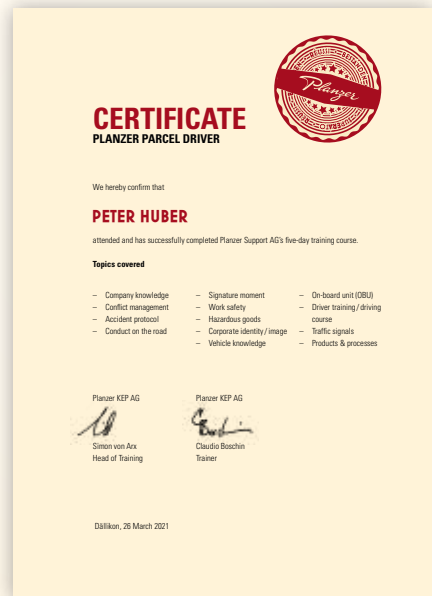 Planzer
CERTIFICATE
PLANZER PARCEL DRIVER
We hereby confirm that
PETER HUBER
attended and has successfully completed Planzer Support AG's five-day training course.
Topics covered
– Company knowledge
– Conflict management
– Accident protocol
– Conduct on the road
– Signature moment
– Work safety
– Hazardous goods
– Corporate identity / image
– Vehicle knowledge
– On-board unit (OBU)
– Driver training / driving
course
– Traffic signals
– Products & processes
Planzer KEP AG
Simon von Arx
Head of Training
Planzer KEP AG
Claudio Boschin
Trainer
Dällikon, 26 March 2021